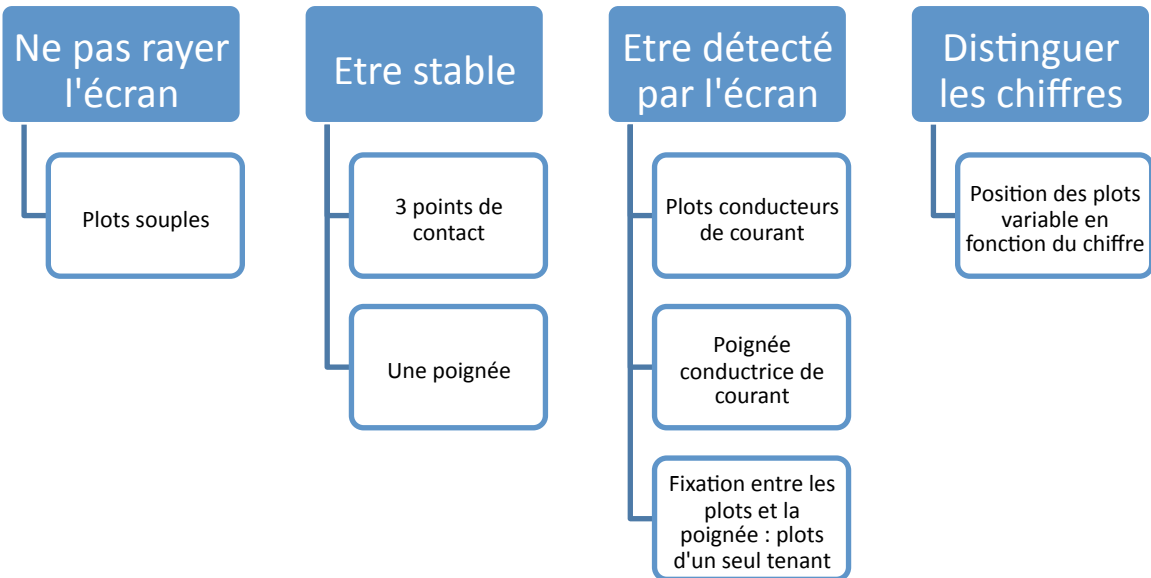 Ne pas rayer
l'écran
Plots souples
Etre stable
3 points de
contact
Une poignée
Etre détecté
par l'écran
Plots conducteurs
de courant
Poignée
conductrice de
courant
Fixation entre les
plots et la
poignée : plots
d'un seul tenant
Distinguer
les chiffres
Position des plots
variable en
fonction du chiffre